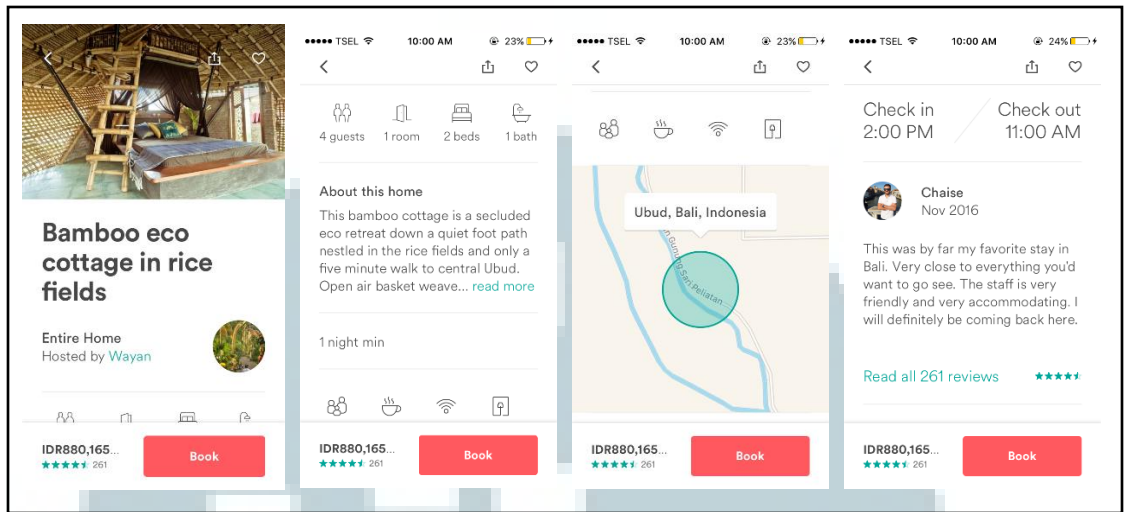 Bamboo eco
cottage in rice
fields
Entire Home
Hosted by Wayan
IDR880,165...
261
Book
TSEL 10:00 AM 23%
4 guests 1 room 2 beds 1 bath
About this home
This bamboo cottage is a secluded
eco retreat down a quiet foot path
nestled in the rice fields and only a
five minute walk to central Ubud.
Open air basket weave... read more
1 night min
IDR880,165...
261
Book
TSEL 10:00 AM 23%
Ubud, Bali, Indonesia
Gunung Sari Peliatan
IDR880,165...
261
Book
TSEL 10:00 AM 24%
Check in Check out
2:00 PM 11:00 AM
Chaise
Nov 2016
This was by far my favorite stay in
Bali. Very close to everything you'd
want to go see. The staff is very
friendly and very accommodating. I
will definitely be coming back here.
Read all 261 reviews
IDR880,165...
261
Book